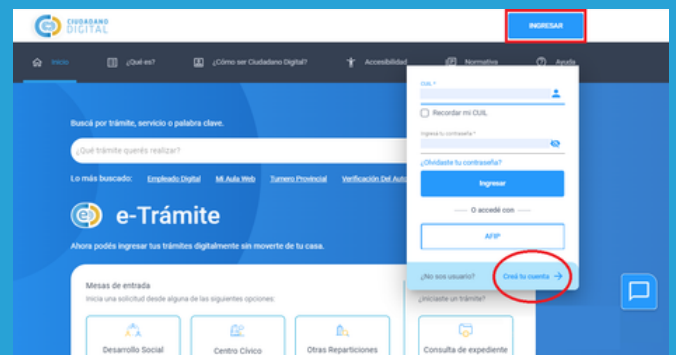 CIUDADANO
DIGITAL
INGRESAR
Inicio
¿Qué es?
¿Cómo ser Ciudadano Digital?
Accesibilidad
Normativa
Ayuda
CUIL *
Recordar mi CUIL
Ingresá tu contraseña *
¿Olvidaste tu contraseña?
Ingresar
O accedé con
AFIP
¿No sos usuario?
Creá tu cuenta
Buscá por trámite, servicio o palabra clave.
¿Qué trámite querés realizar?
Lo más buscado: Empleado Digital Mi Aula Web Turnero Provincial Verificación Del
e-Trámite
Ahora podés ingresar tus trámites digitalmente sin moverte de tu casa.
Mesas de entrada
Inicia una solicitud desde alguna de las siguientes opciones:
¿Iniciaste un trámite?
Desarrollo Social
Centro Cívico
Otras Reparticiones
Consulta de expediente